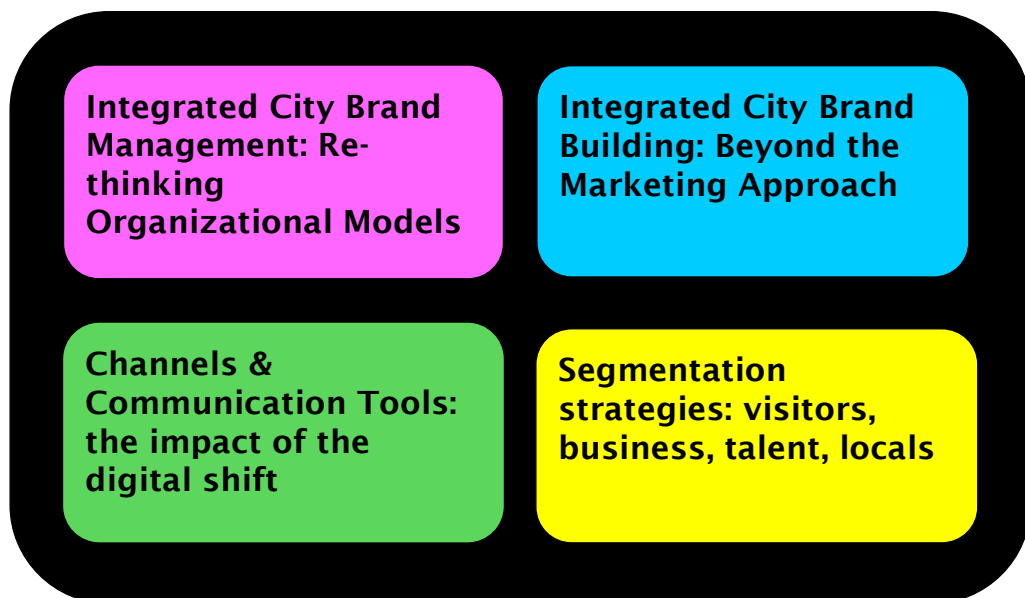 Integrated City Brand
Management: Re-
thinking
Organizational Models
Integrated City Brand
Building: Beyond the
Marketing Approach
Channels &
Communication Tools:
the impact of the
digital shift
Segmentation
strategies: visitors,
business, talent, locals